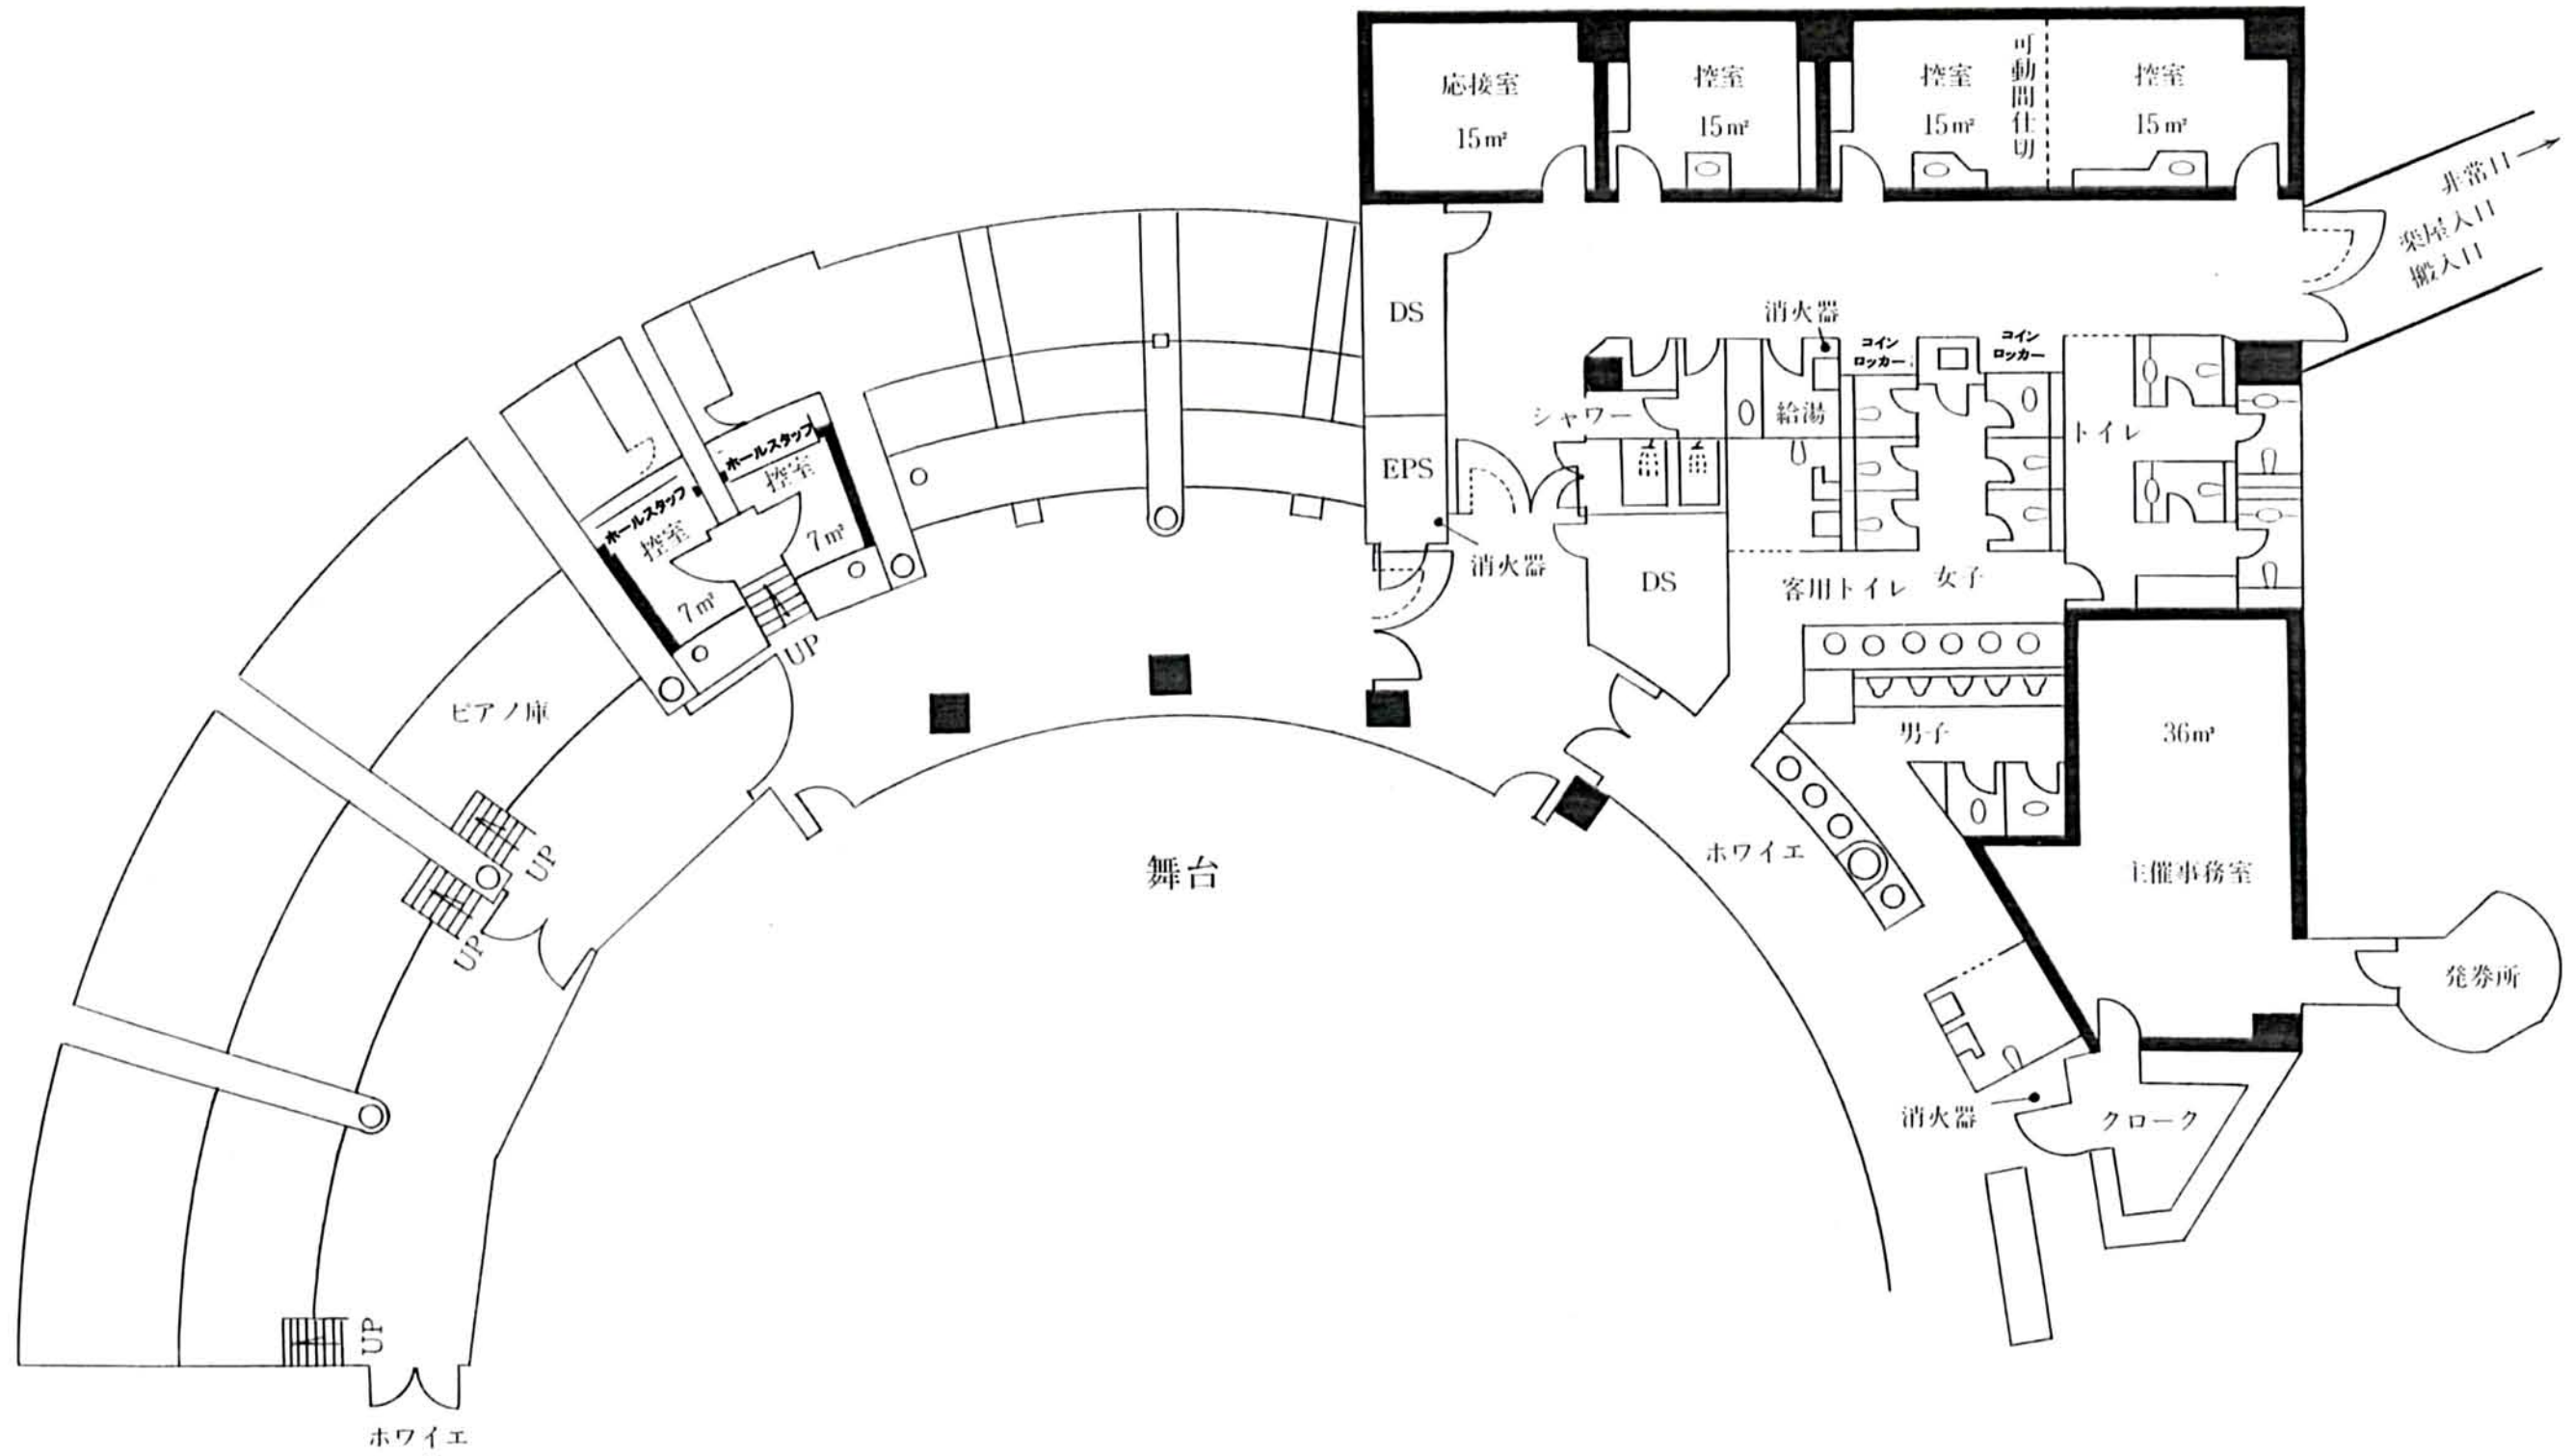 応接室
15㎡
控室
15㎡
控室
15㎡
可動間仕切
控室
15㎡
非常口
楽屋入口
搬入口
DS
消火器
コイン
ロッカー
コイン
ロッカー
シャワー
給湯
トイレ
EPS
ホールスタッフ
控室
7㎡
ホールスタッフ
控室
7㎡
UP
消火器
DS
客用トイレ
女子
ピアノ庫
男子
36㎡
UP
UP
舞台
ホワイエ
主催事務室
発券所
消火器
クローク
UP
ホワイエ